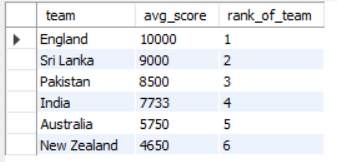 team avg_score rank_of_team
England 10000 1
Sri Lanka 9000 2
Pakistan 8500 3
India 7733 4
Australia 5750 5
New Zealand 4650 6